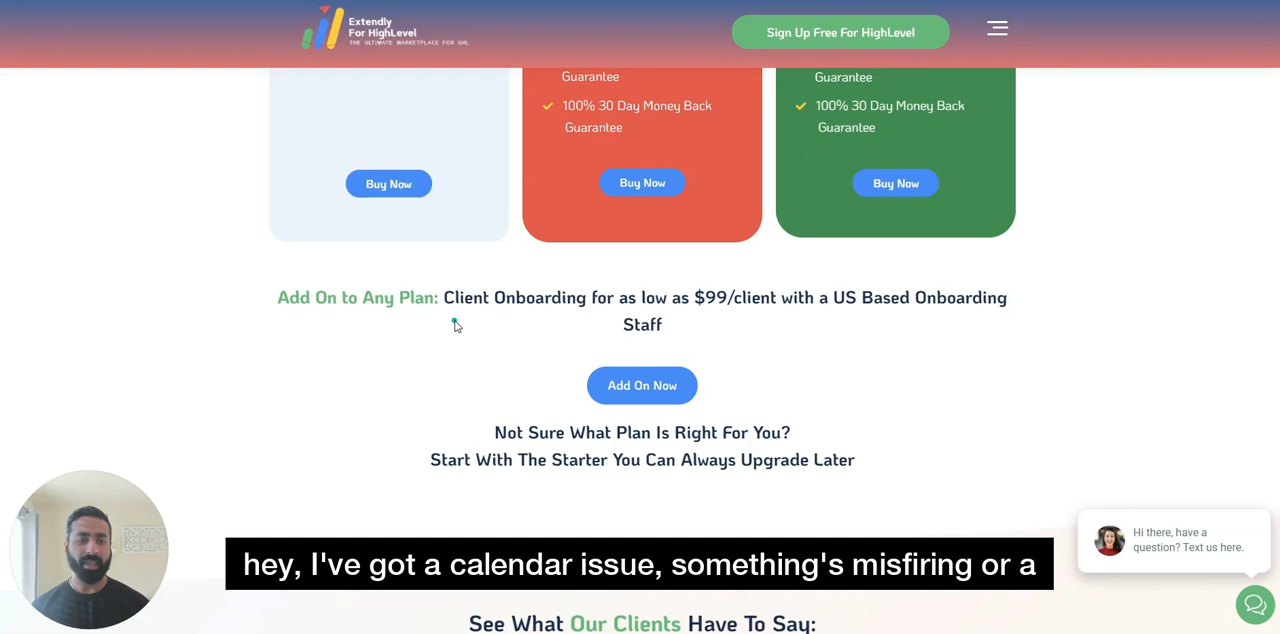 Extendly
For HighLevel
THE ULTIMATE MARKETPLACE FOR GHL
Sign Up Free For HighLevel
Guarantee
100% 30 Day Money Back
Guarantee
Guarantee
100% 30 Day Money Back
Guarantee
Buy Now
Buy Now
Buy Now
Add On to Any Plan: Client Onboarding for as low as $99/client with a US Based Onboarding
Staff
Add On Now
Not Sure What Plan Is Right For You?
Start With The Starter You Can Always Upgrade Later
Hi there, have a
question? Text us here.
hey, I've got a calendar issue, something's misfiring or a
See What Our Clients Have To Say: